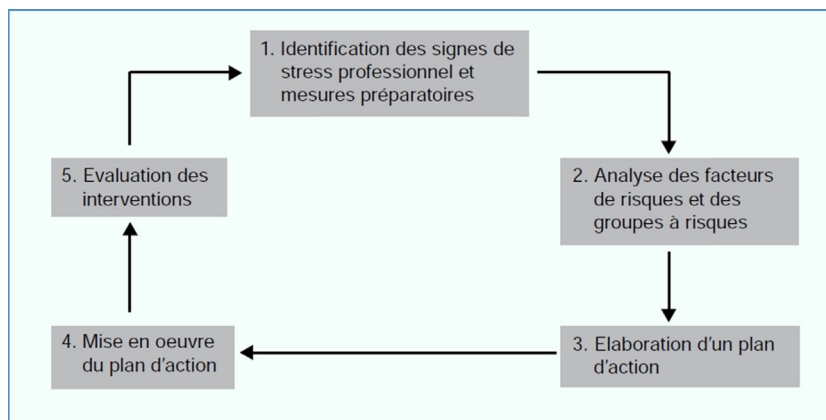 1. Identification des signes de
stress professionnel et
mesures préparatoires
2. Analyse des facteurs
de risques et des
groupes à risques
3. Elaboration d'un plan
d'action
4. Mise en oeuvre
du plan d'action
5. Evaluation des
interventions